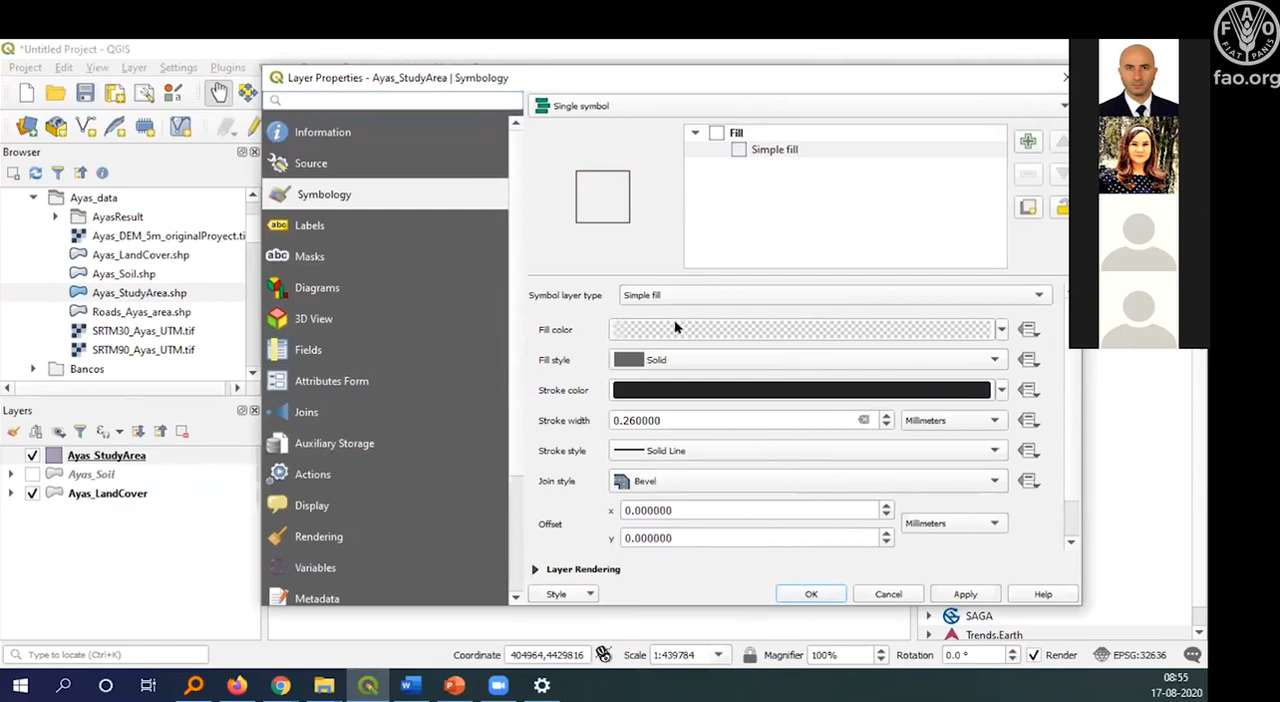 *Untitled Project - QGIS
Project Edit View Layer Settings Plugins
Layer Properties - Ayas_StudyArea | Symbology
FAO
FIAT PANIS
fao.org
Browser
Ayas_data
AyasResult
Ayas_DEM_5m_originalProyect.ti
Ayas_LandCover.shp
Ayas_Soil.shp
Ayas_StudyArea.shp
Roads_Ayas_area.shp
SRTM30_Ayas_UTM.tif
SRTM90_Ayas_UTM.tif
Bancos
Layers
Ayas_StudyArea
Ayas_Soil
Ayas_LandCover
Information
Source
Symbology
abc Labels
abc Masks
Diagrams
3D View
Fields
Attributes Form
Joins
Auxiliary Storage
Actions
Display
Rendering
Variables
Metadata
Single symbol
Fill
Simple fill
Symbol layer type Simple fill
Fill color
Fill style Solid
Stroke color
Stroke width 0.260000 Millimeters
Stroke style Solid Line
Join style Bevel
Offset x 0.000000 Millimeters
y 0.000000
Layer Rendering
Style OK Cancel Apply Help
SAGA
Trends.Earth
Type to locate (Ctrl+K) Coordinate 404964,4429816 Scale 1:439784 Magnifier 100% Rotation 0.0 ° Render EPSG:32636
08:55
17-08-2020